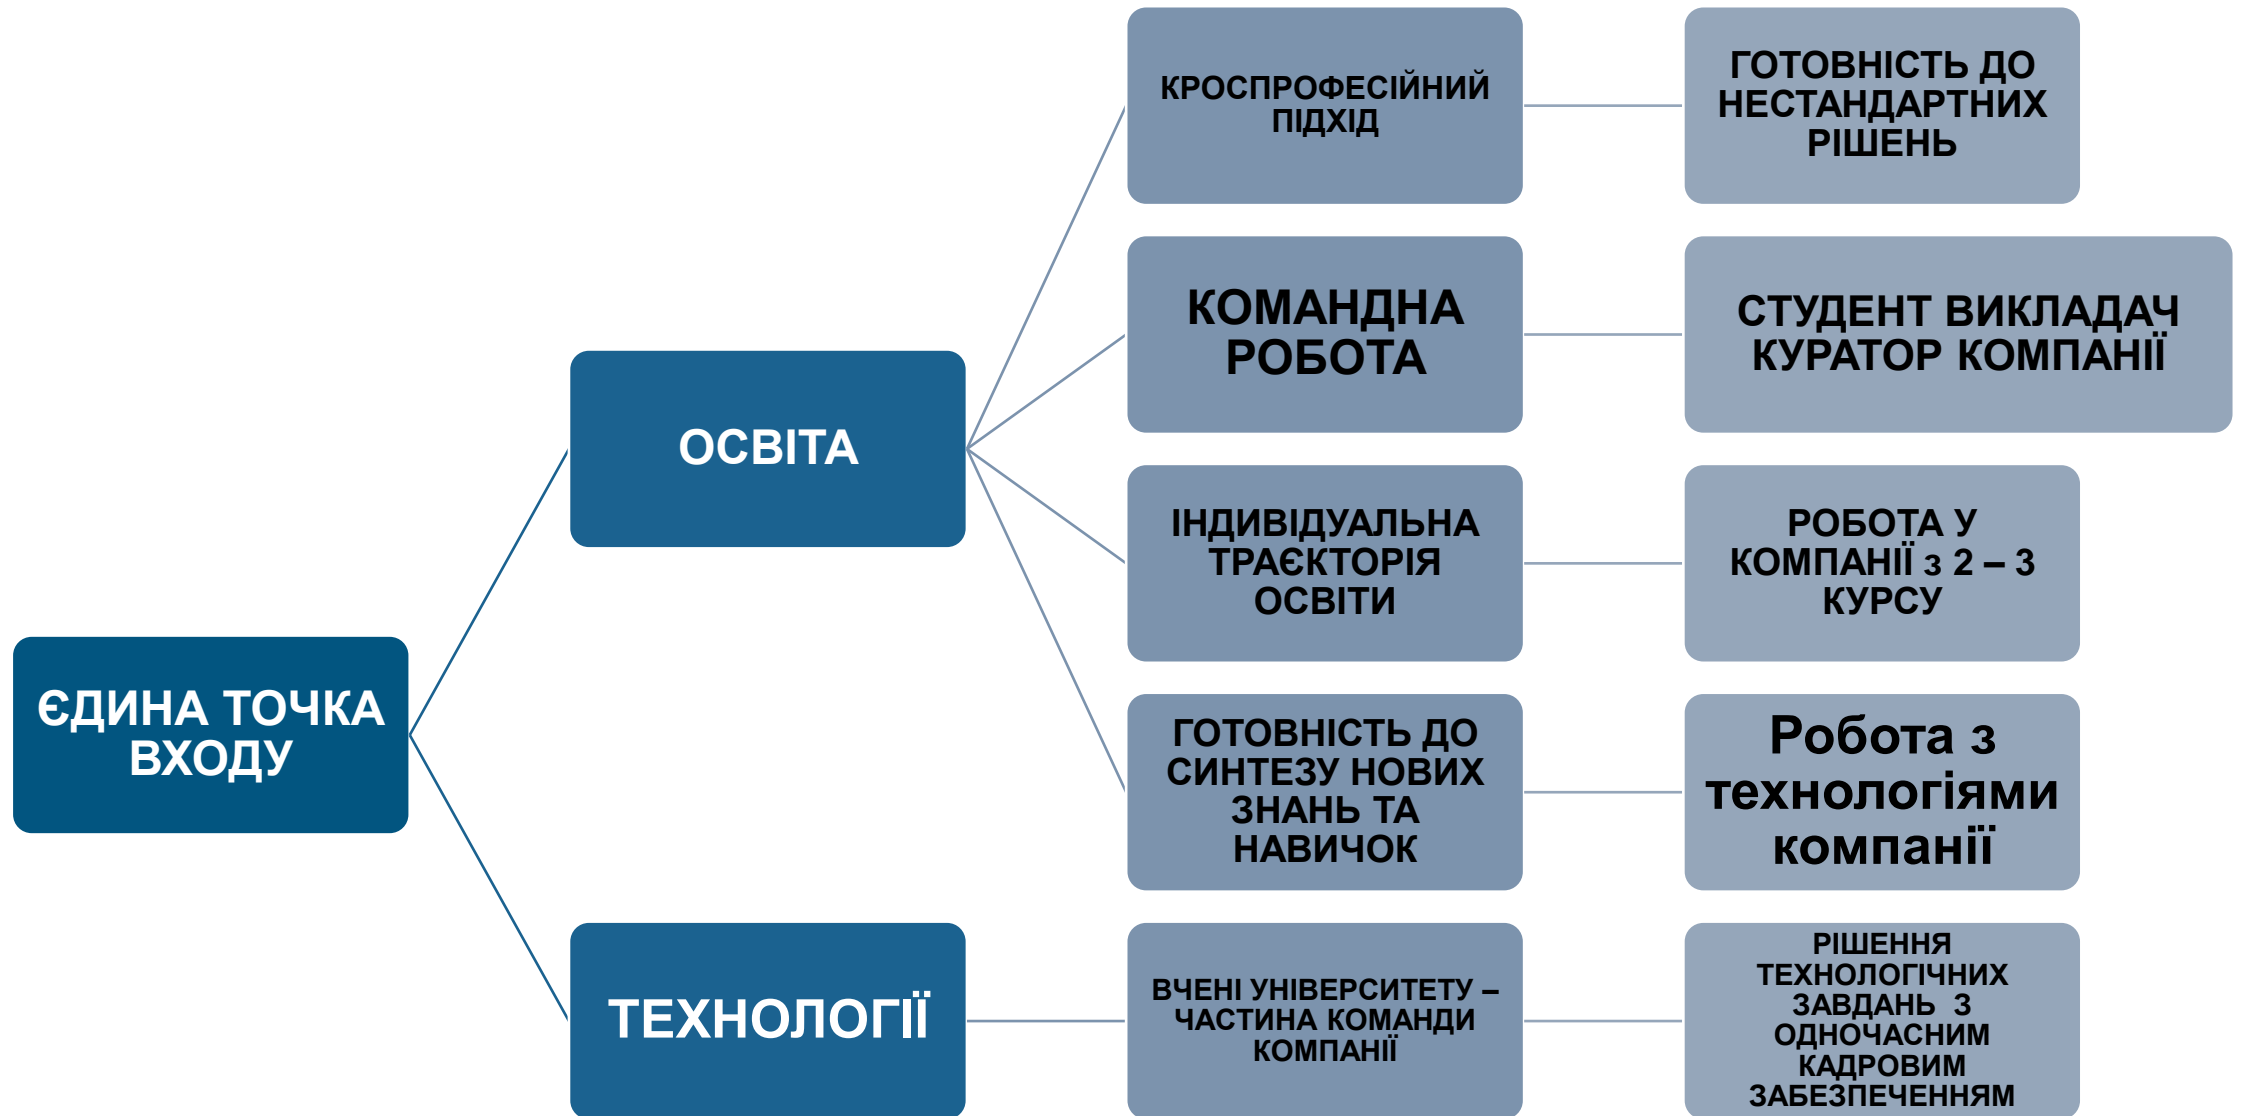 КРОСПРОФЕСІЙНИЙ
ПІДХІД
ГОТОВНІСТЬ ДО
НЕСТАНДАРТНИХ
РІШЕНЬ
КОМАНДНА
РОБОТА
СТУДЕНТ ВИКЛАДАЧ
КУРАТОР КОМПАНІЇ
ОСВІТА
ІНДИВІДУАЛЬНА
ТРАЄКТОРІЯ
ОСВІТИ
РОБОТА У
КОМПАНІЇ з 2 – 3
КУРСУ
ЄДИНА ТОЧКА
ВХОДУ
ГОТОВНІСТЬ ДО
СИНТЕЗУ НОВИХ
ЗНАНЬ ТА
НАВИЧОК
Робота з
технологіями
компанії
ТЕХНОЛОГІЇ
ВЧЕНІ УНІВЕРСИТЕТУ –
ЧАСТИНА КОМАНДИ
КОМПАНІЇ
РІШЕННЯ
ТЕХНОЛОГІЧНИХ
ЗАВДАНЬ З
ОДНОЧАСНИМ
КАДРОВИМ
ЗАБЕЗПЕЧЕННЯМ